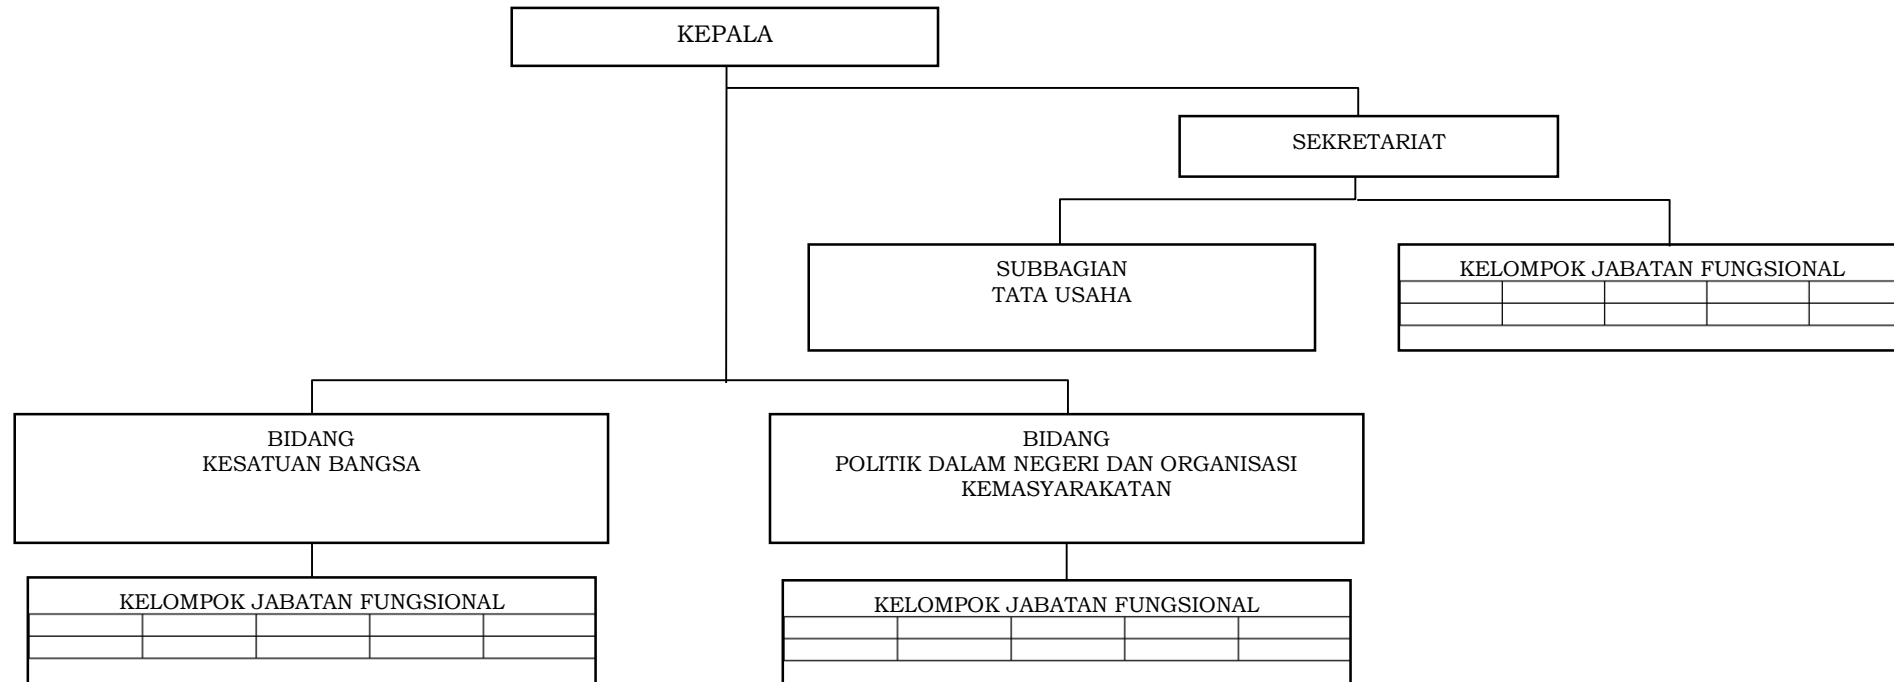 KEPALA
SEKRETARIAT
SUBBAGIAN
TATA USAHA
KELOMPOK JABATAN FUNGSIONAL
BIDANG
KESATUAN BANGSA
BIDANG
POLITIK DALAM NEGERI DAN ORGANISASI
KEMASYARAKATAN
KELOMPOK JABATAN FUNGSIONAL
KELOMPOK JABATAN FUNGSIONAL